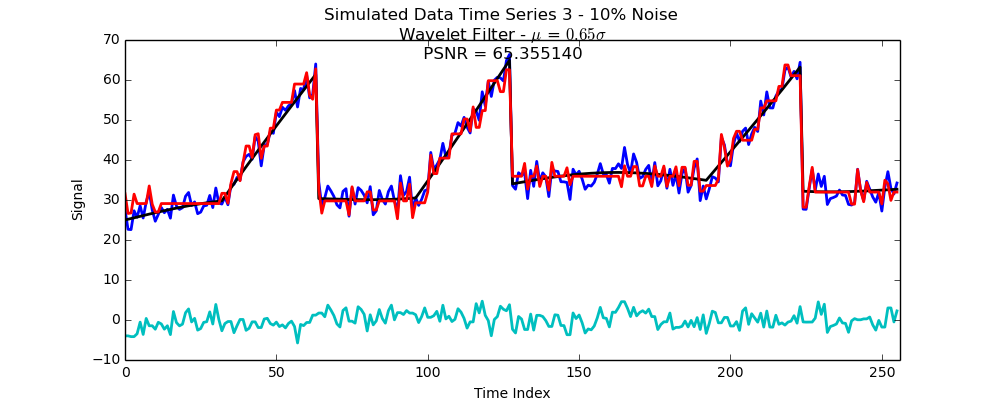 Simulated Data Time Series 3 - 10% Noise
Wavelet Filter - μ = 0.65σ
PSNR = 65.355140
70
60
50
40
30
20
10
0
−10
Signal
0 50 100 150 200 250
Time Index